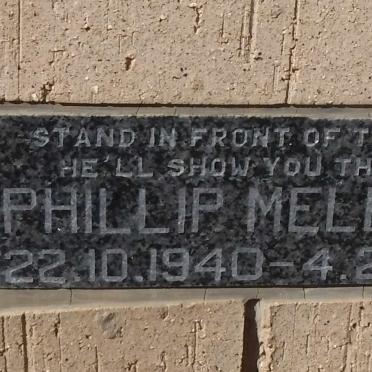 STAND IN FRONT OF T
HE'LL SHOW YOU TH
PHILLIP MEL
22.10.1940-4.2